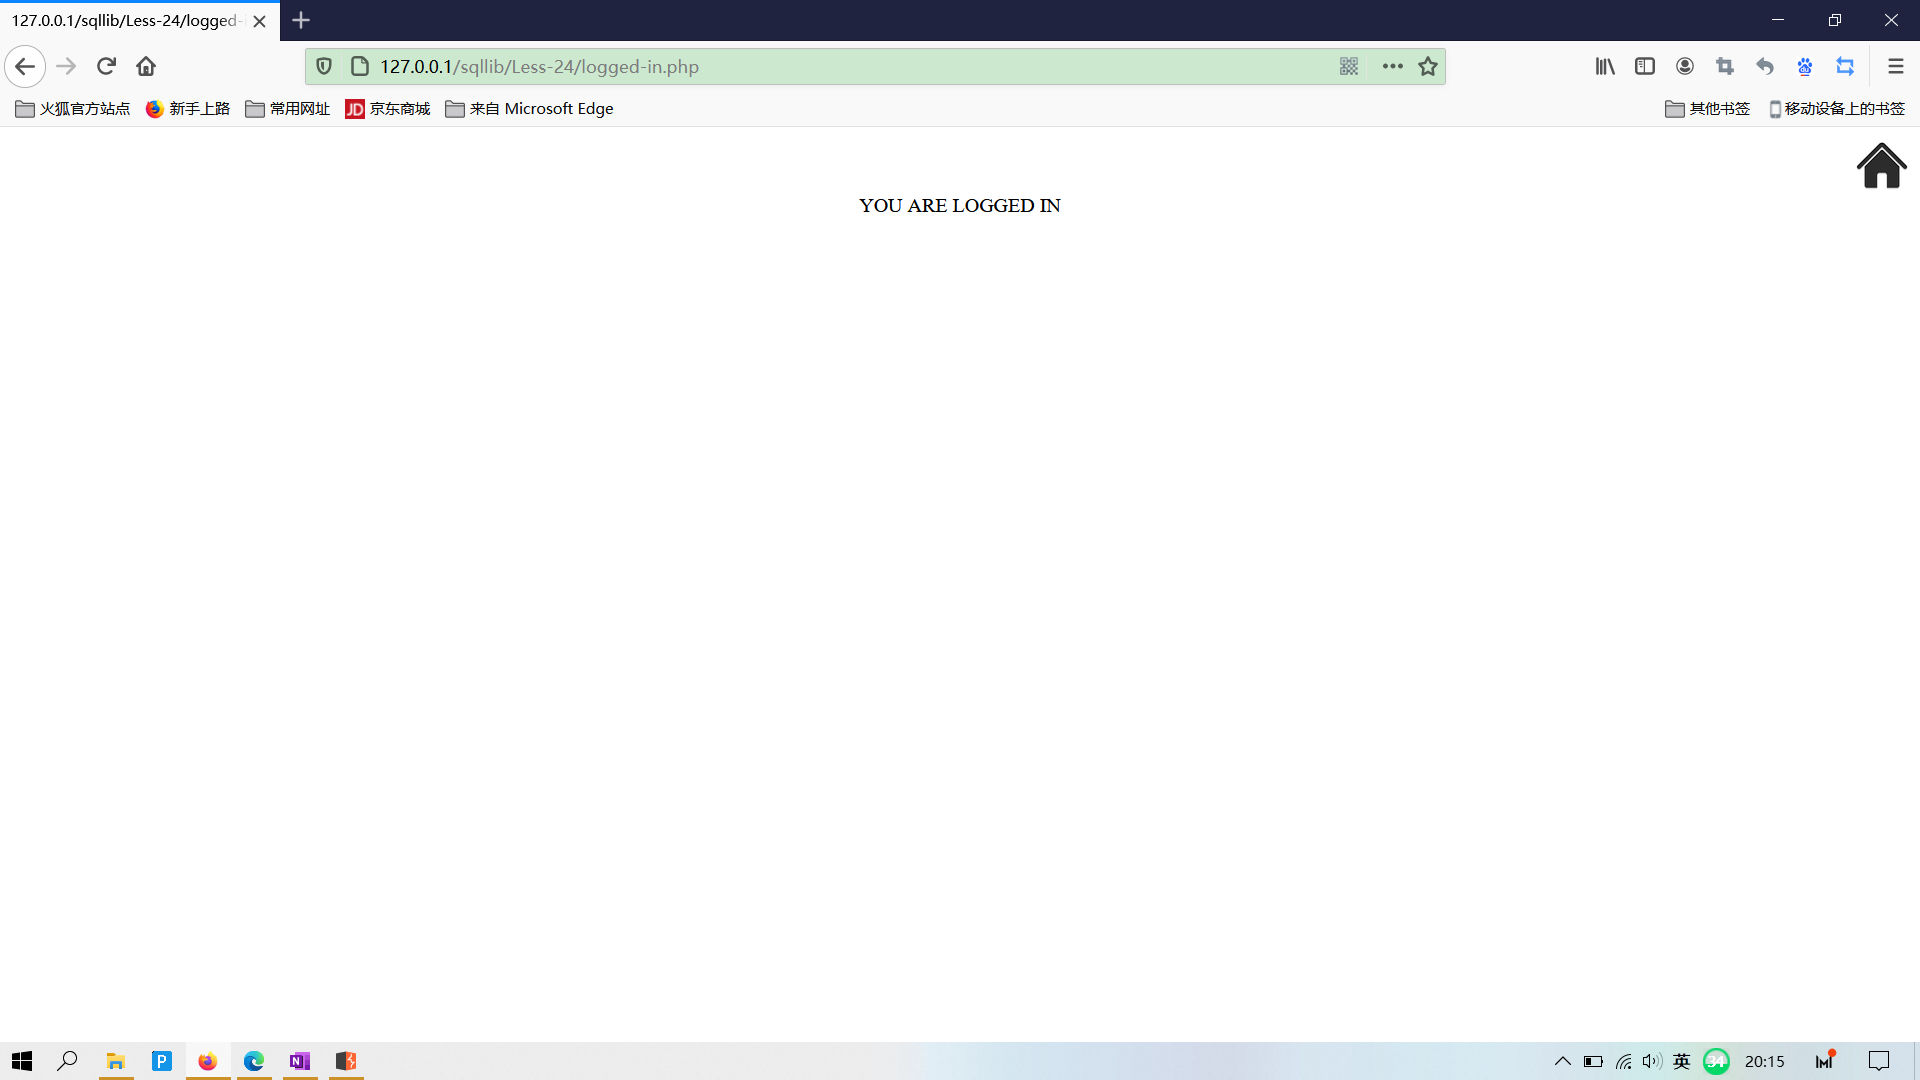 127.0.0.1/sqllib/Less-24/logged-
127.0.0.1/sqllib/Less-24/logged-in.php
火狐官方站点 新手上路 常用网址 JD 京东商城 来自 Microsoft Edge 其他书签 移动设备上的书签
YOU ARE LOGGED IN
P N 英 34 20:15